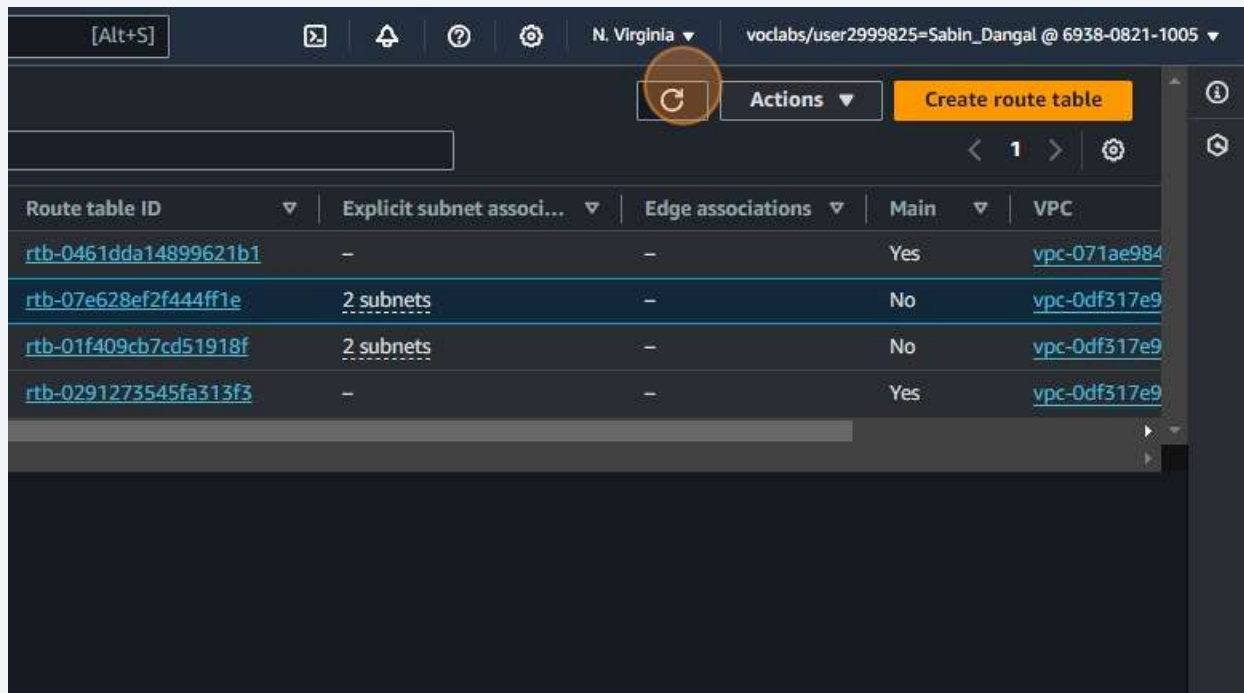 [Alt+S] N. Virginia ▼ voclabs/user2999825=Sabin_Dangal @ 6938-0821-1005 ▼
Actions ▼ Create route table
< 1 >
Route table ID Explicit subnet associ... Edge associations Main VPC
rtb-0461dda14899621b1 – – Yes vpc-071ae984
rtb-07e628ef2f444ff1e 2 subnets – No vpc-0df317e9
rtb-01f409cb7cd51918f 2 subnets – No vpc-0df317e9
rtb-0291273545fa313f3 – – Yes vpc-0df317e9